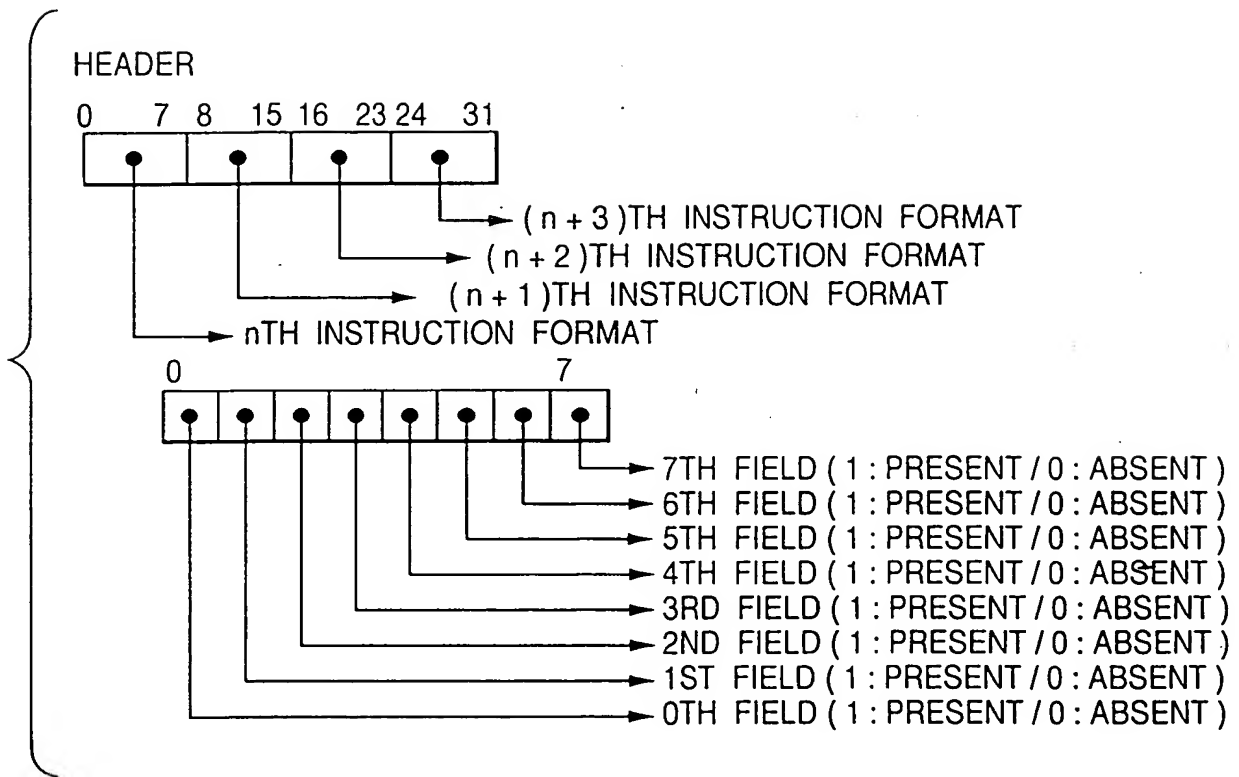 HEADER
0 7 8 15 16 23 24 31
( n + 3 )TH INSTRUCTION FORMAT
( n + 2 )TH INSTRUCTION FORMAT
( n + 1 )TH INSTRUCTION FORMAT
nTH INSTRUCTION FORMAT
0 7
7TH FIELD ( 1 : PRESENT / 0 : ABSENT )
6TH FIELD ( 1 : PRESENT / 0 : ABSENT )
5TH FIELD ( 1 : PRESENT / 0 : ABSENT )
4TH FIELD ( 1 : PRESENT / 0 : ABSENT )
3RD FIELD ( 1 : PRESENT / 0 : ABSENT )
2ND FIELD ( 1 : PRESENT / 0 : ABSENT )
1ST FIELD ( 1 : PRESENT / 0 : ABSENT )
0TH FIELD ( 1 : PRESENT / 0 : ABSENT )